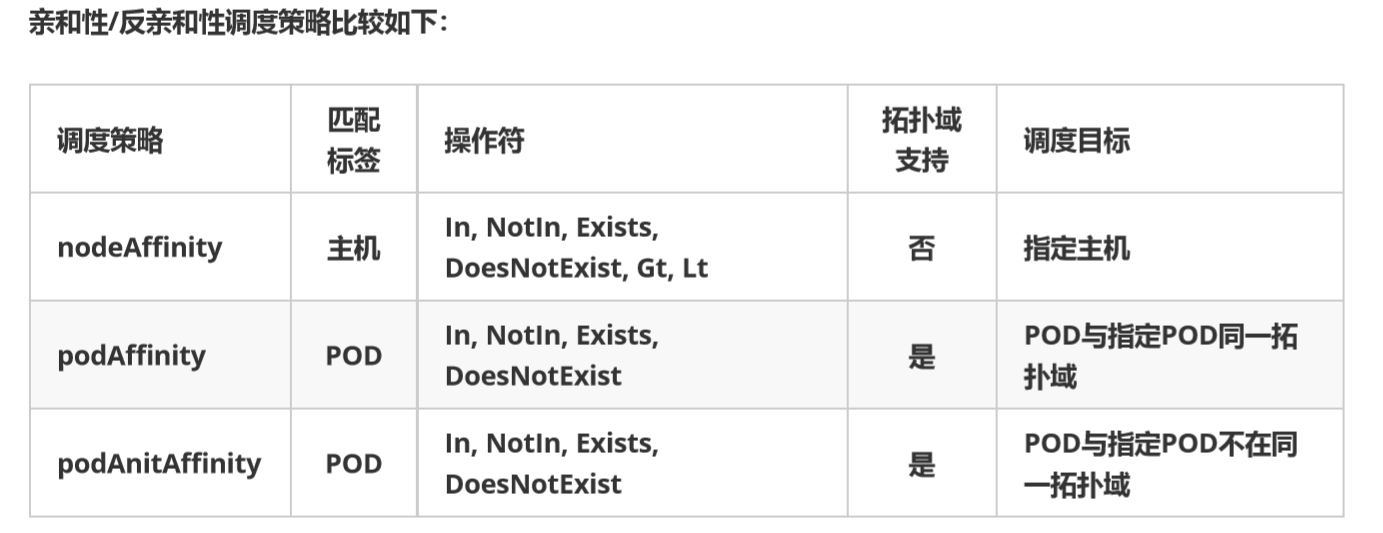 亲和性/反亲和性调度策略比较如下：
调度策略
匹配
标签
操作符
拓扑域
支持
调度目标
nodeAffinity
主机
In, NotIn, Exists,
DoesNotExist, Gt, Lt
否
指定主机
podAffinity
POD
In, NotIn, Exists,
DoesNotExist
是
POD与指定POD同一拓
扑域
podAnitAffinity
POD
In, NotIn, Exists,
DoesNotExist
是
POD与指定POD不在同
一拓扑域